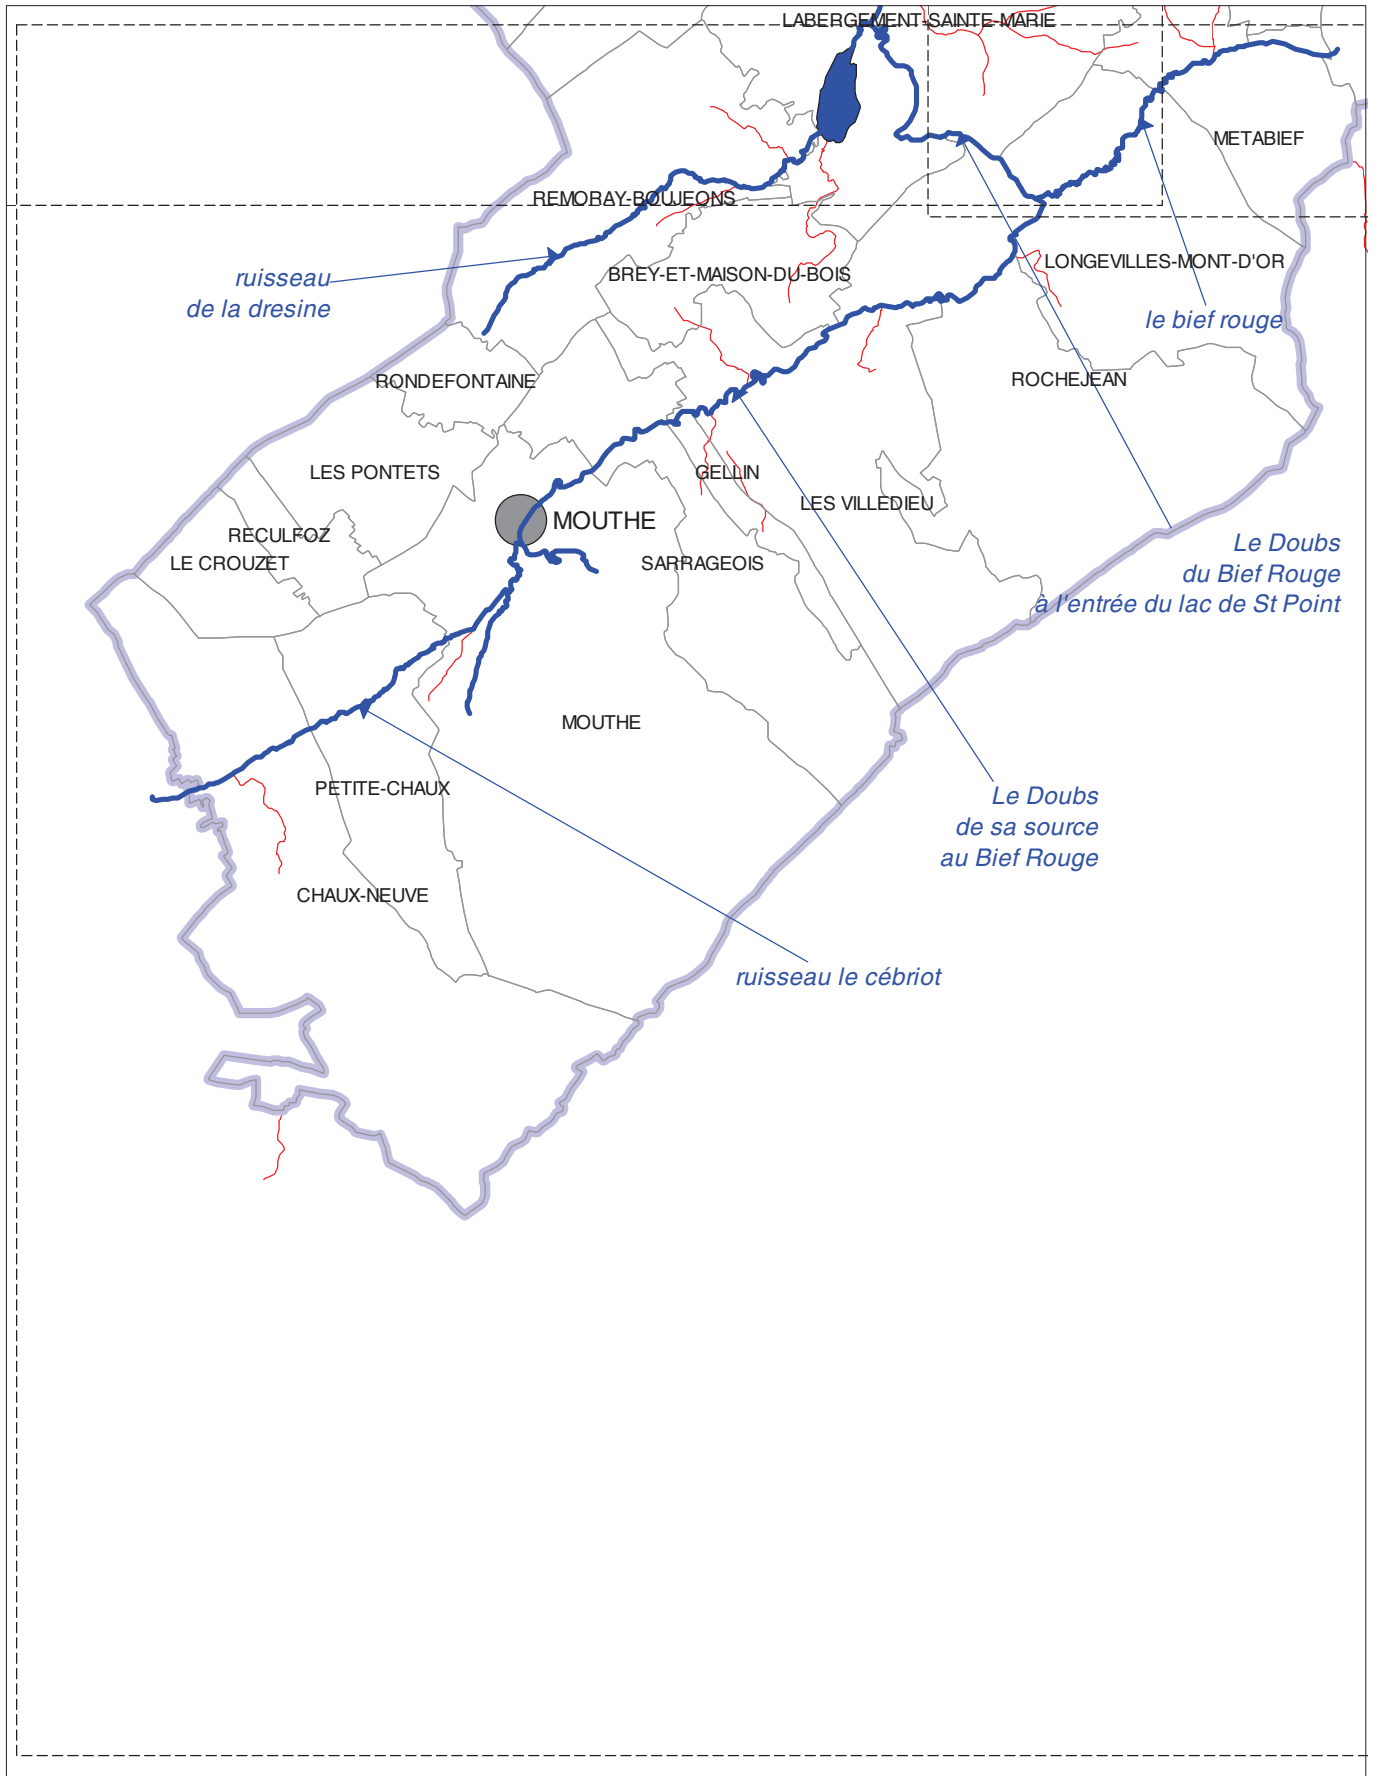 LABERGEMENT-SAINTE-MARIE
METABIEF
REMORAY-BOUJEONS
LONGEVILLES-MONT-D'OR
BREY-ET-MAISON-DU-BOIS
ruisseau
de la dresine
le bief rouge
RONDEFONTAINE
ROCHEJEAN
LES PONTETS
GELLIN
LES VILLEDIEU
MOUTHE
RECULFOZ
LE CROUZET
SARRAGEOIS
Le Doubs
du Bief Rouge
à l'entrée du lac de St Point
MOUTHE
PETITE-CHAUX
Le Doubs
de sa source
au Bief Rouge
CHAUX-NEUVE
ruisseau le cébriot